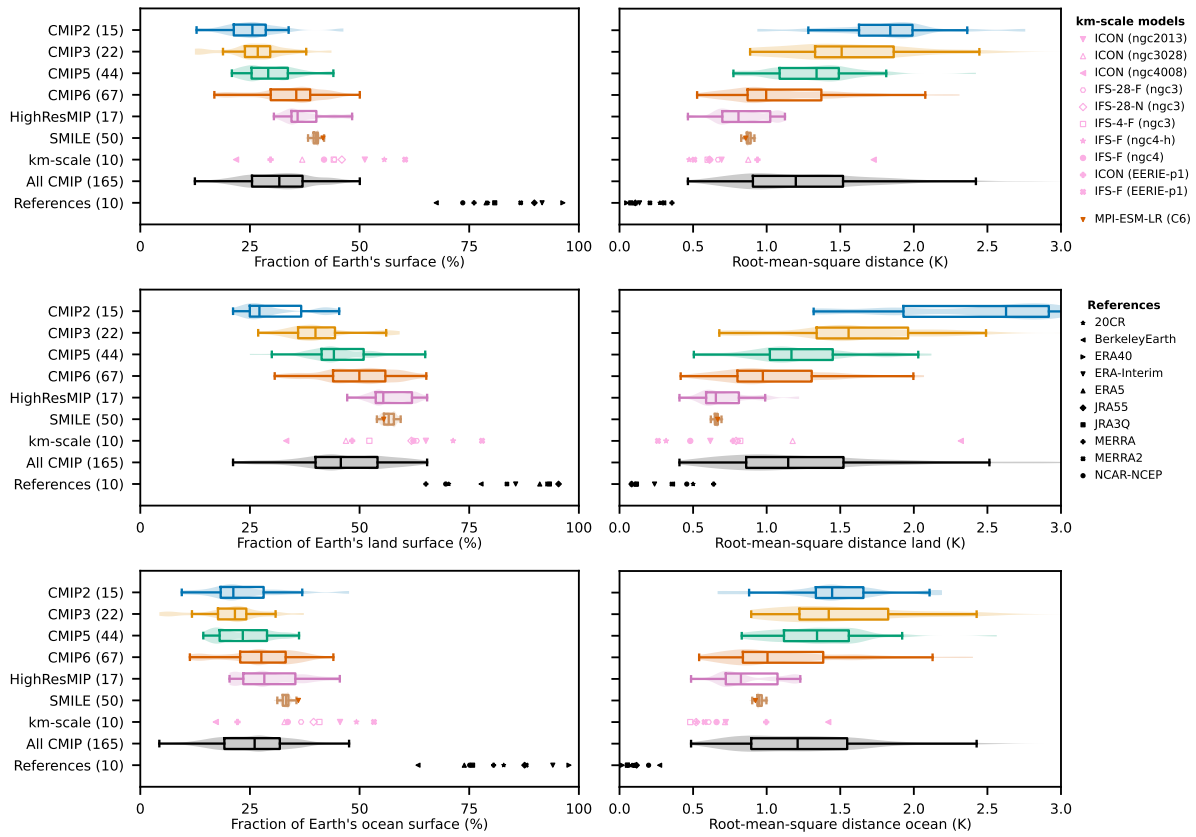 CMIP2 (15)
CMIP3 (22)
CMIP5 (44)
CMIP6 (67)
HighResMIP (17)
SMILE (50)
km-scale (10)
All CMIP (165)
References (10)
0 25 50 75 100
Fraction of Earth's surface (%)
0.0 0.5 1.0 1.5 2.0 2.5 3.0
Root-mean-square distance (K)
km-scale models
ICON (ngc2013)
ICON (ngc3028)
ICON (ngc4008)
IFS-28-F (ngc3)
IFS-28-N (ngc3)
IFS-4-F (ngc3)
IFS-F (ngc4-h)
IFS-F (ngc4)
ICON (EERIE-p1)
IFS-F (EERIE-p1)
MPI-ESM-LR (C6)
CMIP2 (15)
CMIP3 (22)
CMIP5 (44)
CMIP6 (67)
HighResMIP (17)
SMILE (50)
km-scale (10)
All CMIP (165)
References (10)
0 25 50 75 100
Fraction of Earth's land surface (%)
0.0 0.5 1.0 1.5 2.0 2.5 3.0
Root-mean-square distance land (K)
References
20CR
BerkeleyEarth
ERA40
ERA-Interim
ERA5
JRA55
JRA3Q
MERRA
MERRA2
NCAR-NCEP
CMIP2 (15)
CMIP3 (22)
CMIP5 (44)
CMIP6 (67)
HighResMIP (17)
SMILE (50)
km-scale (10)
All CMIP (165)
References (10)
0 25 50 75 100
Fraction of Earth's ocean surface (%)
0.0 0.5 1.0 1.5 2.0 2.5 3.0
Root-mean-square distance ocean (K)